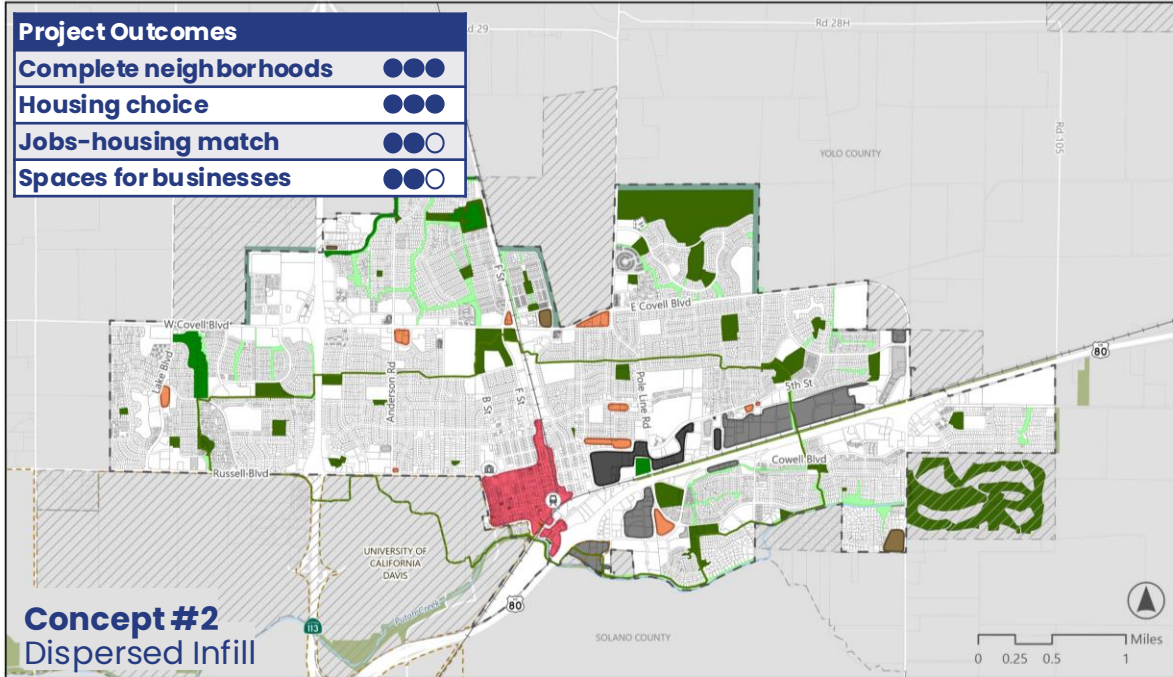 Project Outcomes
Complete neighborhoods
Housing choice
Jobs-housing match
Spaces for businesses
d 29
Rd 28H
Rd 105
YOLO COUNTY
F St
E Covell Blvd
W Covell Blvd
Lake Blvd
Anderson Rd
B St
F St
Pole Line Rd
5th St
80
Cowell Blvd
Russell Blvd
UNIVERSITY OF
CALIFORNIA
DAVIS
Putah Creek
80
113
SOLANO COUNTY
Concept #2
Dispersed Infill
Miles
0 0.25 0.5 1